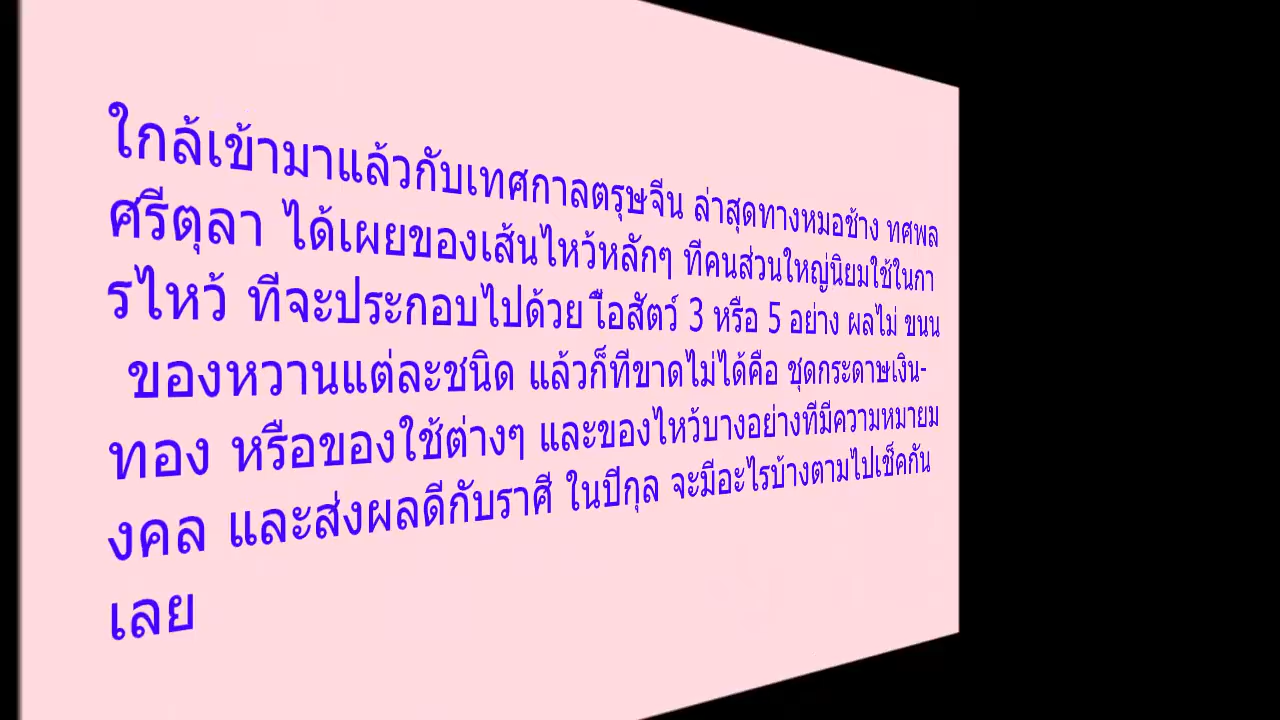 ใกล้เข้ามาแล้วกับเทศกาลตรุษจีน ล่าสุดทางหมอช้าง ทศพล
ศรีตุลา ได้เผยของเส้นไหว้หลักๆ ที่คนส่วนใหญ่นิยมใช้ในกา
รไหว้ ที่จะประกอบไปด้วย เื่อสัตว์ 3 หรือ 5 อย่าง ผลไม่ ขนน
ของหวานแต่ละชนิด แล้วก็ที่ขาดไม่ได้คือ ชุดกระดาษเงิน-
ทอง หรือของใช้ต่างๆ และของไหว้บางอย่างที่มีความหมายม
งคล และส่งผลดีกับราศี ในปีกุล จะมีอะไรบ้างตามไปเช็คกัน
เลย